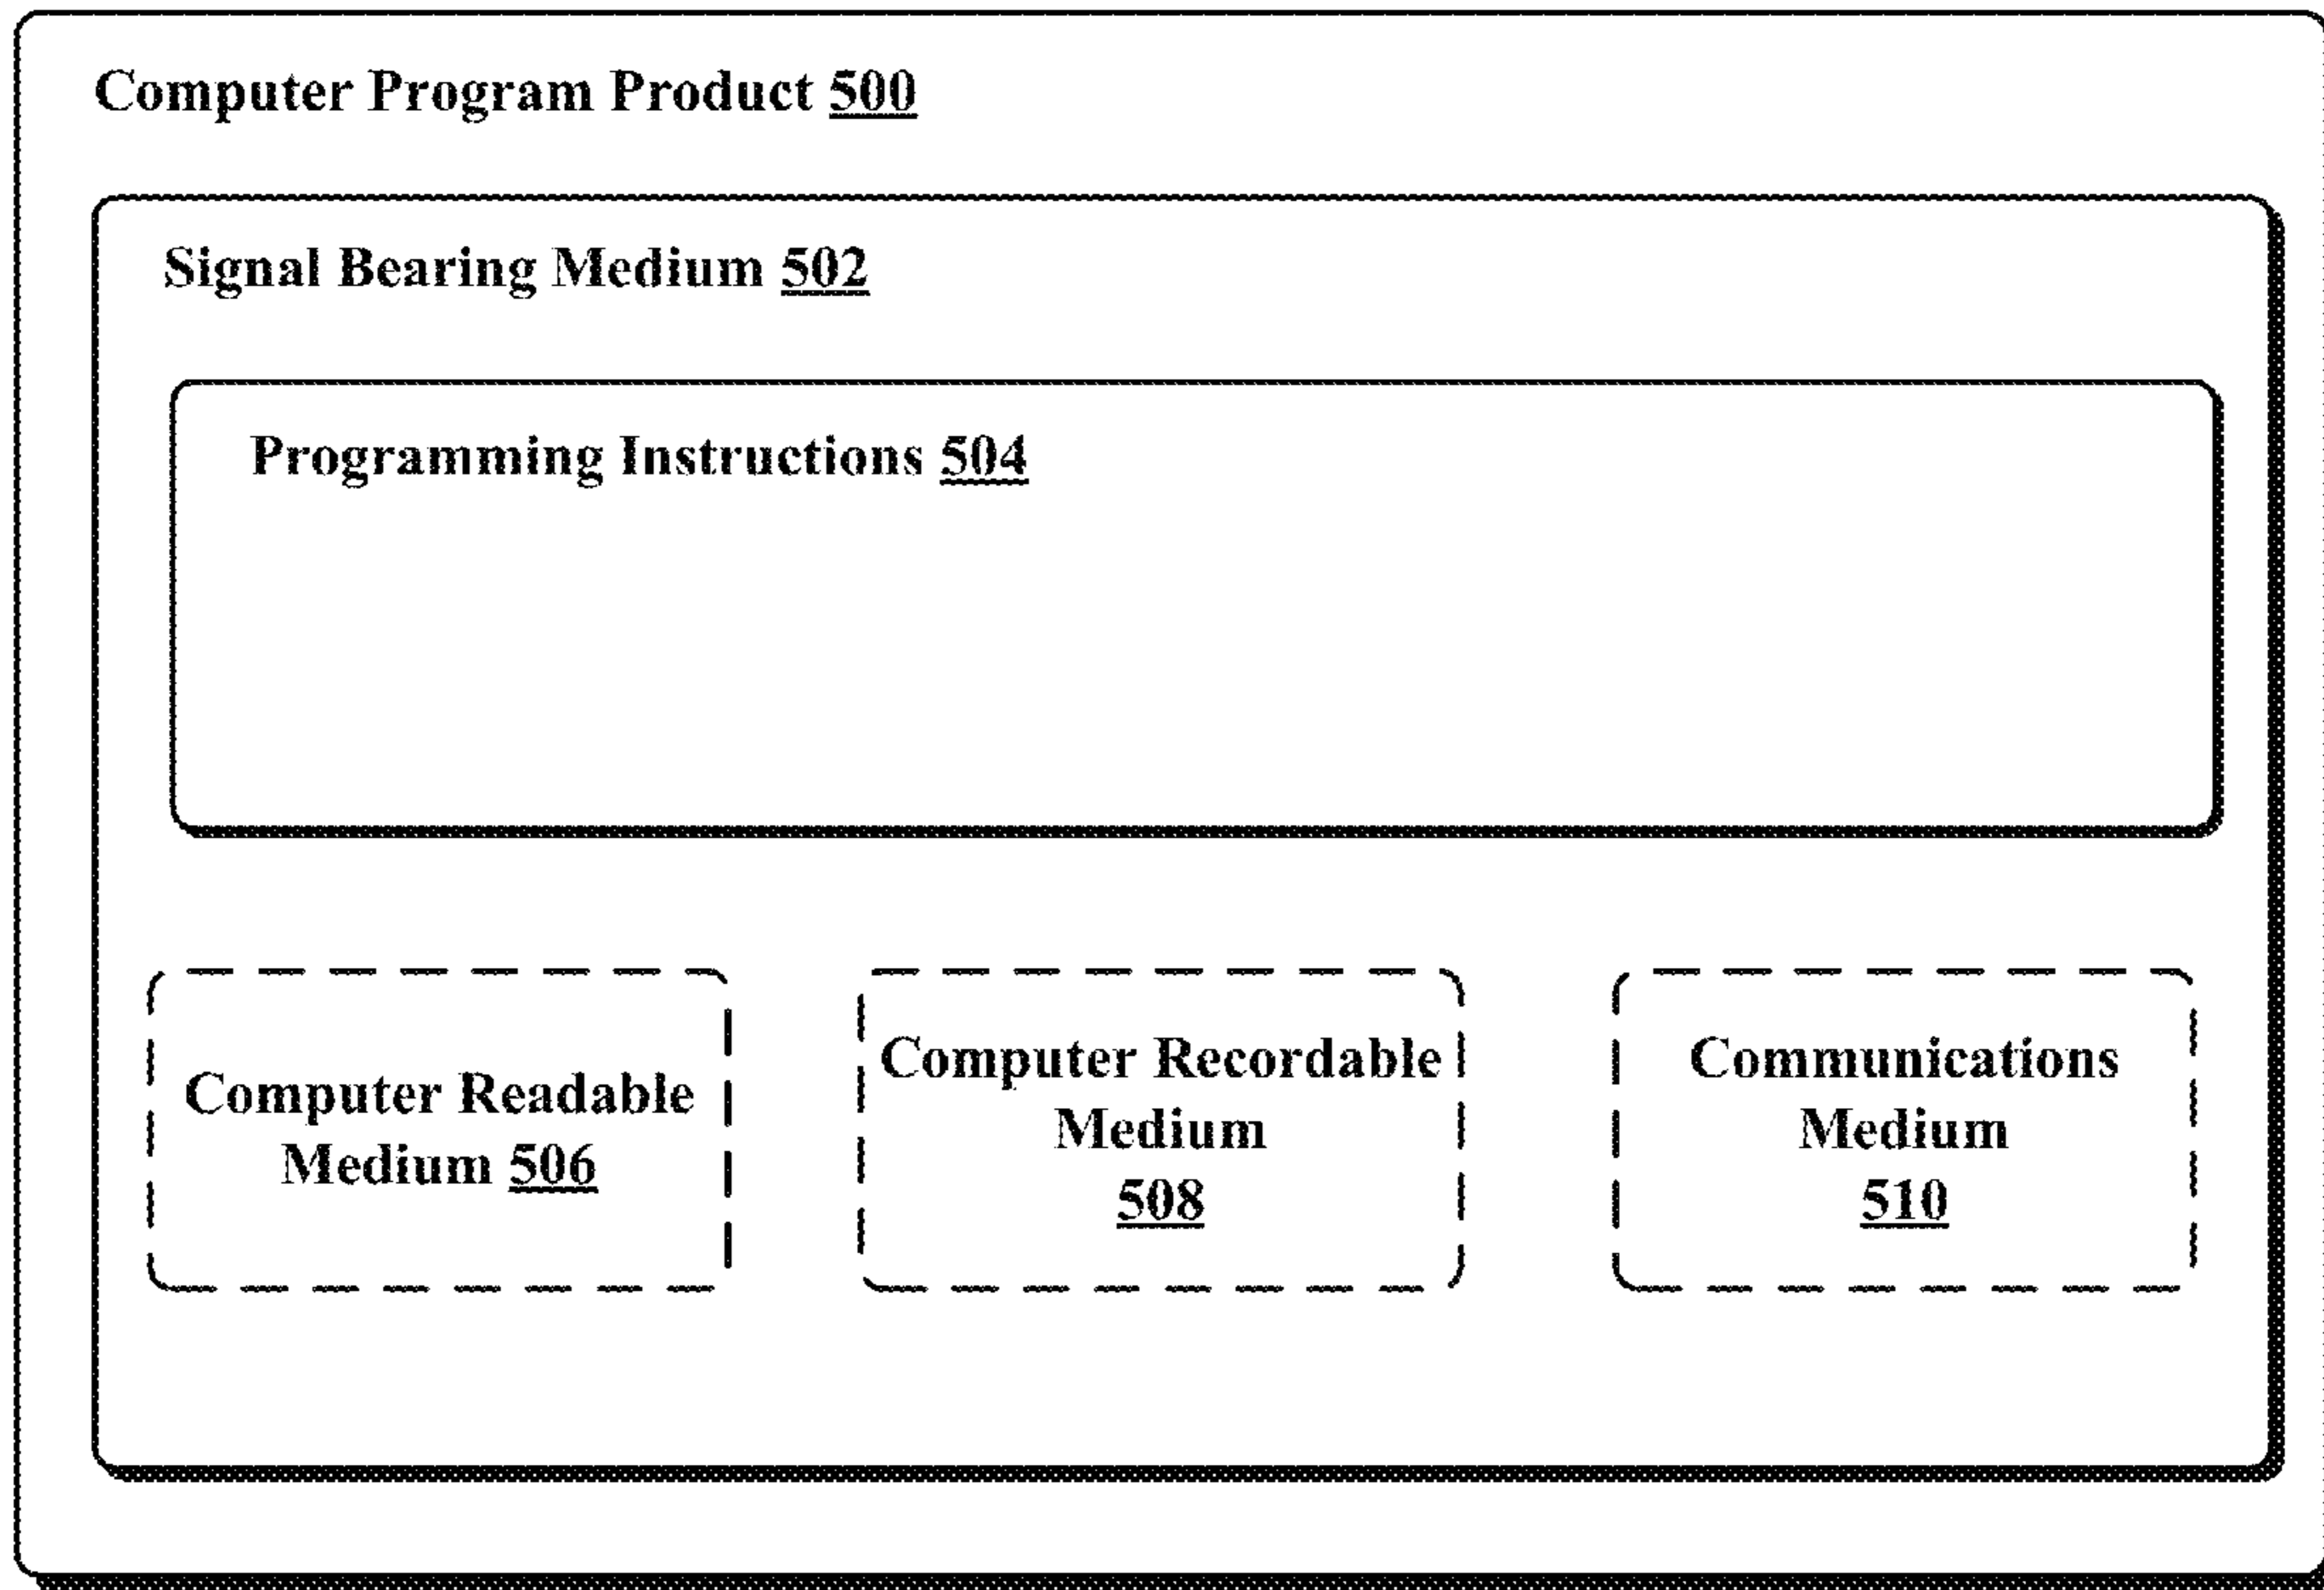 Computer Program Product 500
Signal Bearing Medium 502
Programming Instructions 504
Computer Readable
Medium 506
Computer Recordable
Medium
508
Communications
Medium
510